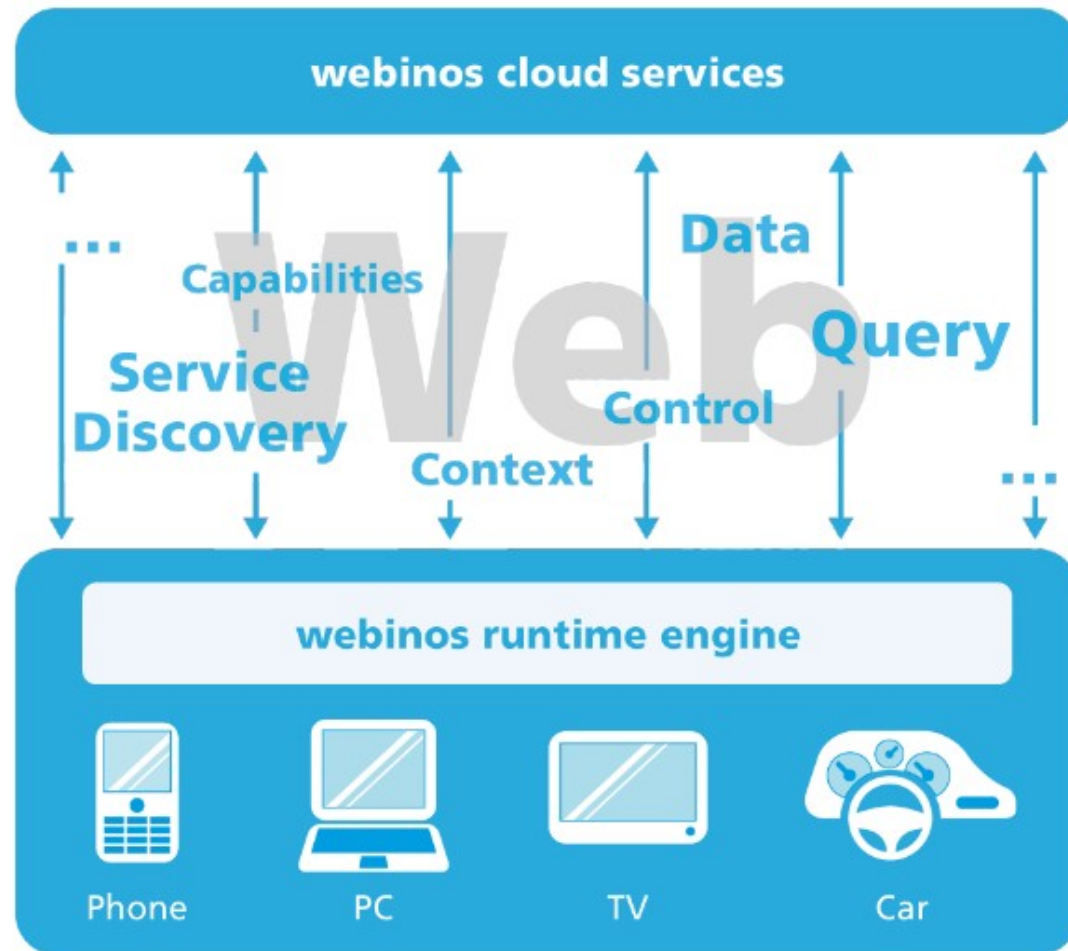 webinos cloud services
Web
...
Data
Capabilities
Query
Service
Discovery
Control
Context
...
webinos runtime engine
Phone
PC
TV
Car